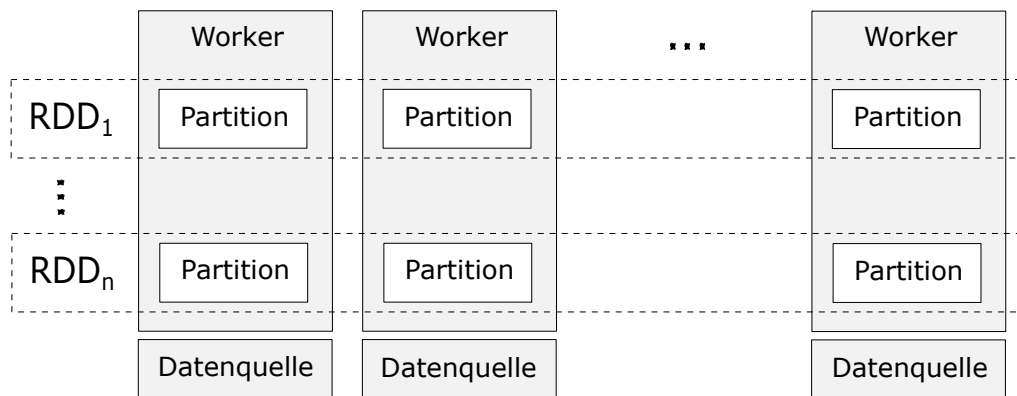 Worker Worker ... Worker
RDD1 Partition Partition Partition
...
RDDn Partition Partition Partition
Datenquelle Datenquelle Datenquelle